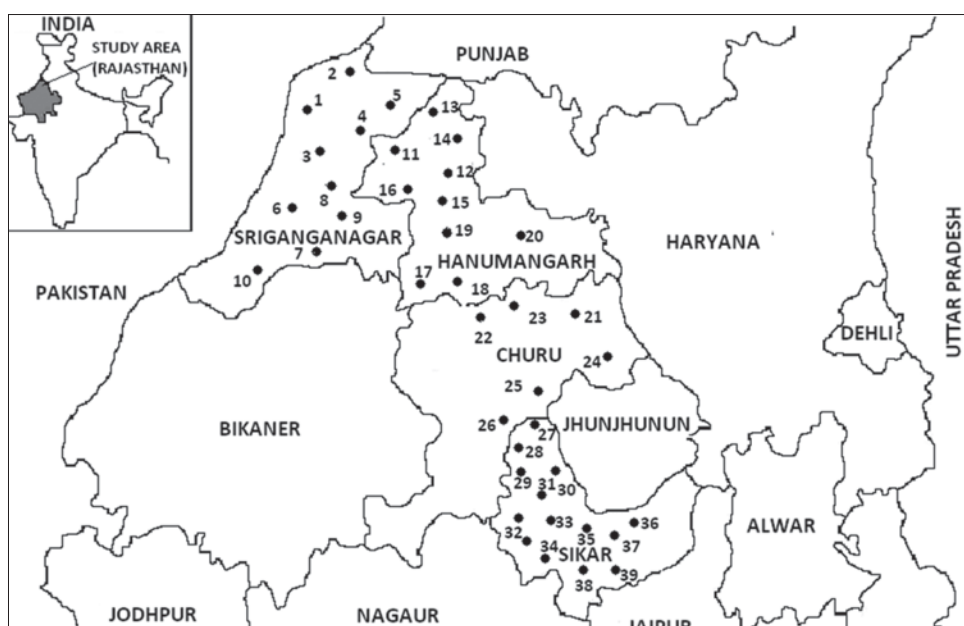 INDIA
STUDY AREA
(RAJASTHAN)
PUNJAB
2
1
5
13
4
14
3
11
12
8
16
15
6
9
19
20
SRIGANGANAGAR
HARYANA
7
HANUMANGARH
10
17
18
PAKISTAN
UTTAR PRADESH
22
23
21
DEHLI
CHURU
24
25
26
27
JHUNJHUNUN
BIKANER
28
29
31
30
32
33
35
36
ALWAR
34
37
SIKAR
38
39
JODHPUR
NAGAUR
JAIPUR